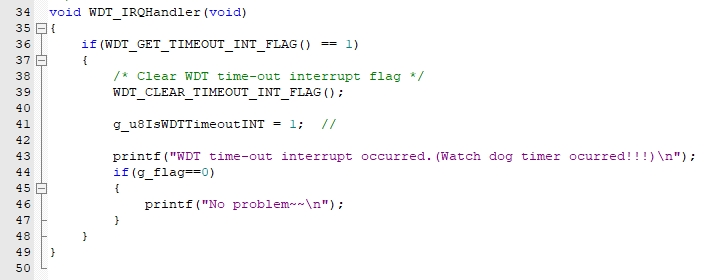 34 void WDT_IRQHandler(void)
35 {
36 if(WDT_GET_TIMEOUT_INT_FLAG() == 1)
37 {
38 /* Clear WDT time-out interrupt flag */
39 WDT_CLEAR_TIMEOUT_INT_FLAG();
40
41 g_u8IsWDTTimeoutINT = 1; //
42
43 printf("WDT time-out interrupt occurred.(Watch dog timer ocurred!!!)\n");
44 if(g_flag==0)
45 {
46 printf("No problem~~\n");
47 }
48 }
49 }
50